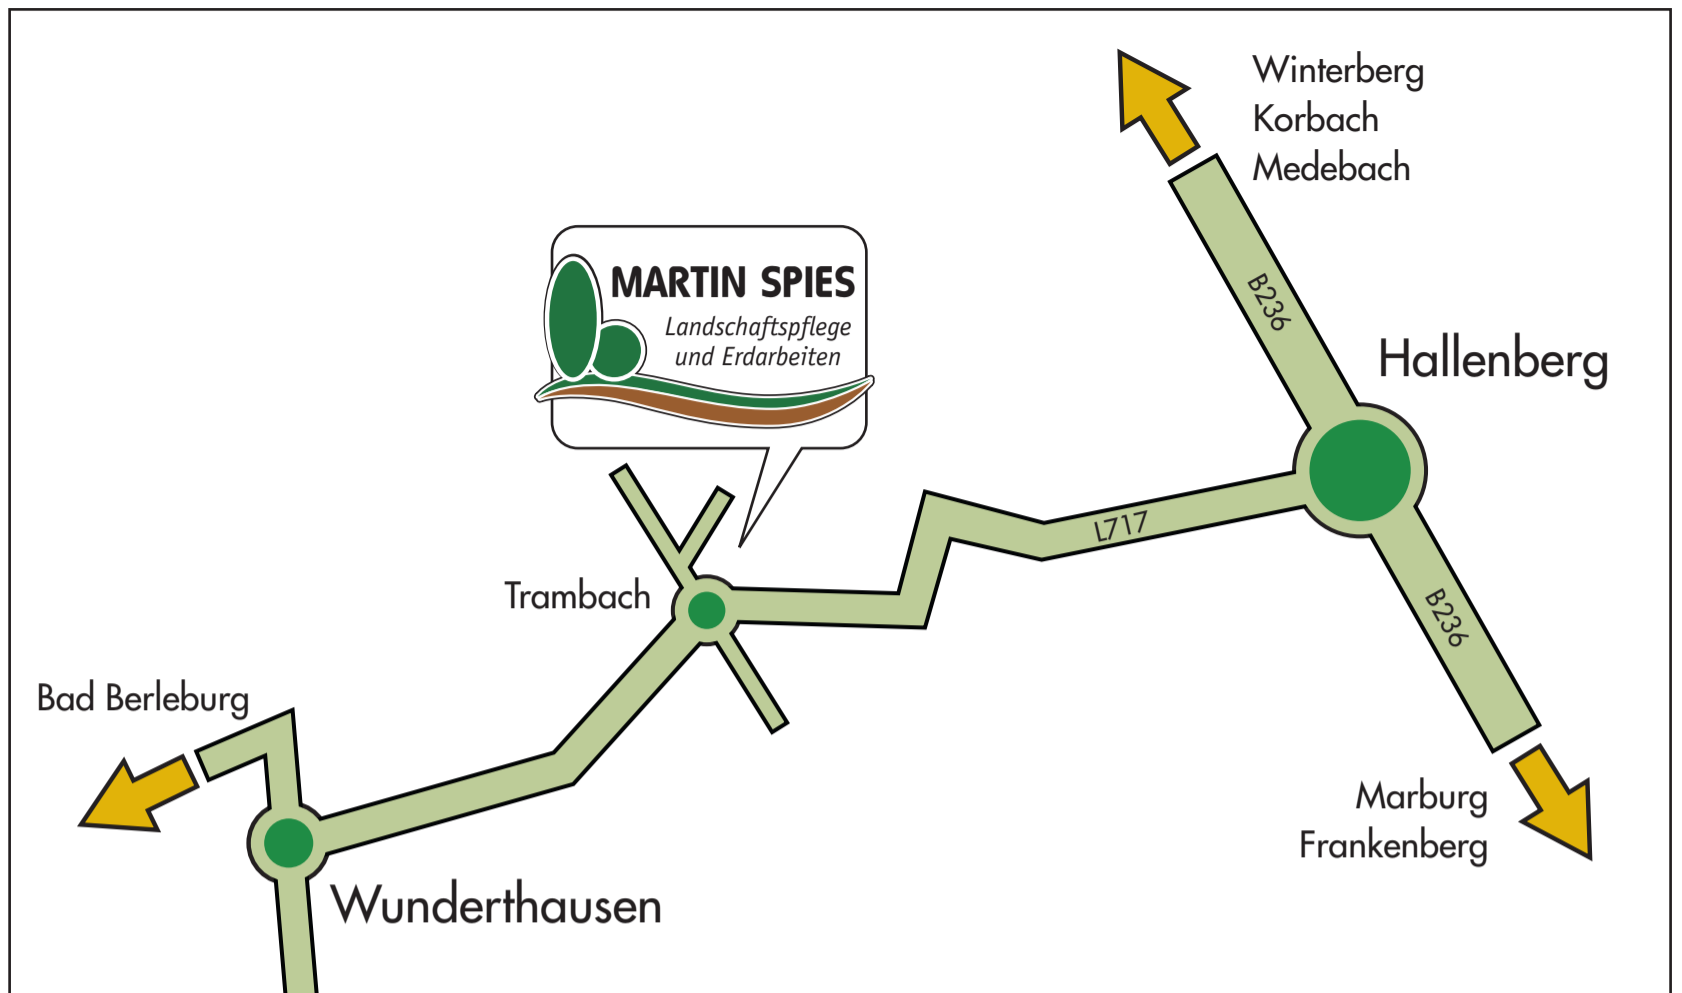 Winterberg
Korbach
Medebach
B236
MARTIN SPIES
Landschaftspflege
und Erdarbeiten
Hallenberg
L717
Trambach
B236
Bad Berleburg
Marburg
Frankenberg
Wunderthausen